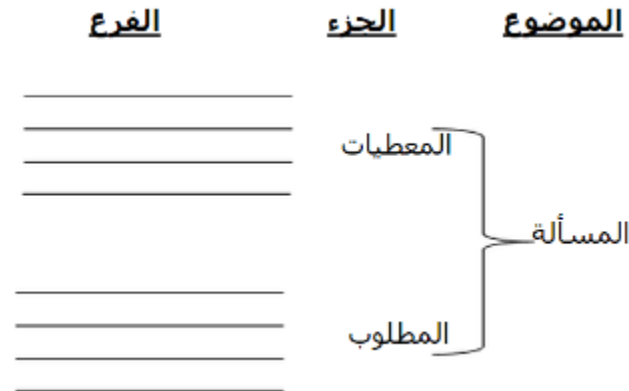 الموضوع الجزء الفرع
المعطيات
المسألة
المطلوب